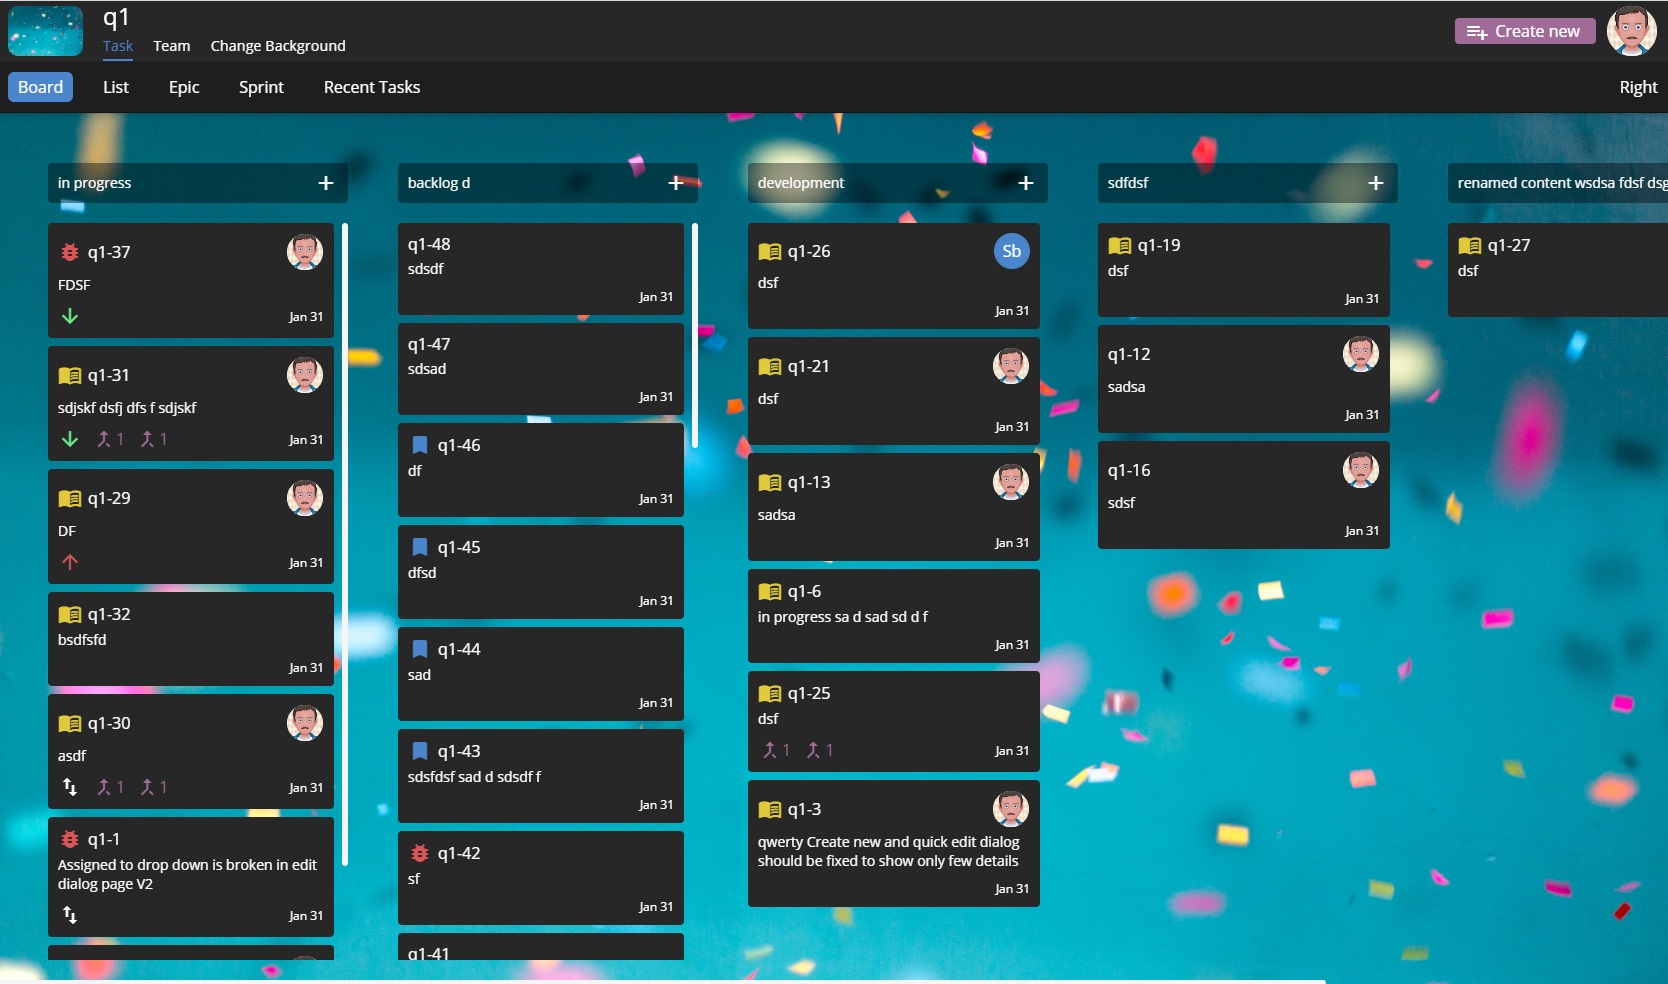 q1
Task Team Change Background
Create new
Board List Epic Sprint Recent Tasks Right
in progress
q1-37
FDSF
Jan 31
q1-31
sdjskf dsfj dfs f sdjskf
1 1 Jan 31
q1-29
DF
Jan 31
q1-32
bsdfsfd
Jan 31
q1-30
asdf
1 1 Jan 31
q1-1
Assigned to drop down is broken in edit
dialog page V2
Jan 31
backlog d
q1-48
sdsdf
Jan 31
q1-47
sdsad
Jan 31
q1-46
df
Jan 31
q1-45
dfsd
Jan 31
q1-44
sad
Jan 31
q1-43
sdsfdsf sad d sdsdf f
Jan 31
q1-42
sf
Jan 31
q1-41
development
q1-26 Sb
dsf
Jan 31
q1-21
dsf
Jan 31
q1-13
sadsa
Jan 31
q1-6
in progress sa d sad sd d f
Jan 31
q1-25
dsf
1 1 Jan 31
q1-3
qwerty Create new and quick edit dialog
should be fixed to show only few details
Jan 31
sdfdsf
q1-19
dsf
Jan 31
q1-12
sadsa
Jan 31
q1-16
sdsf
Jan 31
renamed content wsdsa fdsf dsg
q1-27
dsf